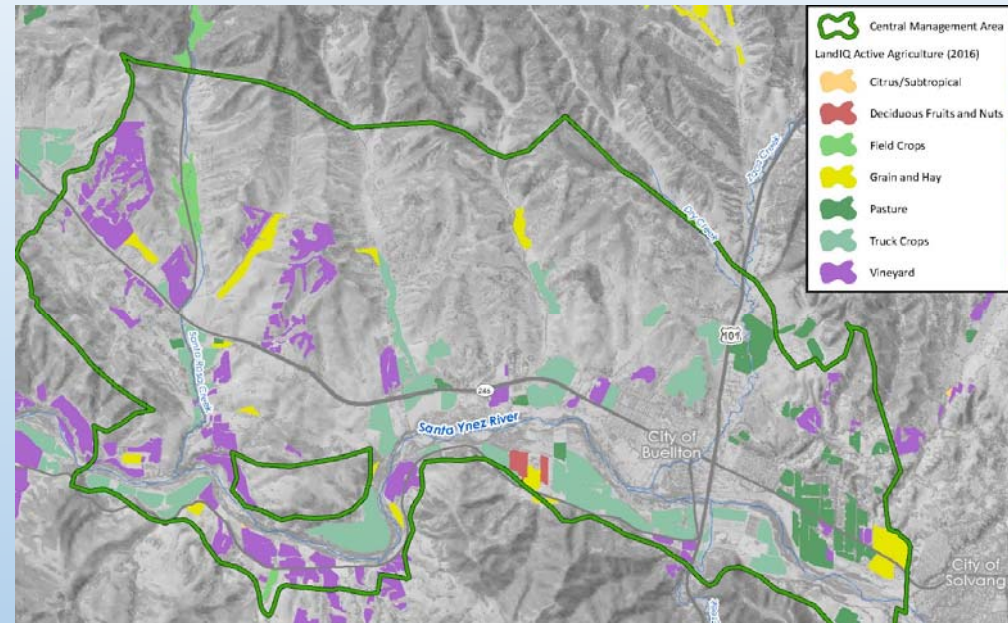 Central Management Area
LandIQ Active Agriculture (2016)
Citrus/Subtropical
Deciduous Fruits and Nuts
Field Crops
Grain and Hay
Pasture
Truck Crops
Vineyard
Zaca Creek
Dry Creek
101
Santa Rosa Creek
246
Santa Ynez River
City of
Buellton
City of
Solvang